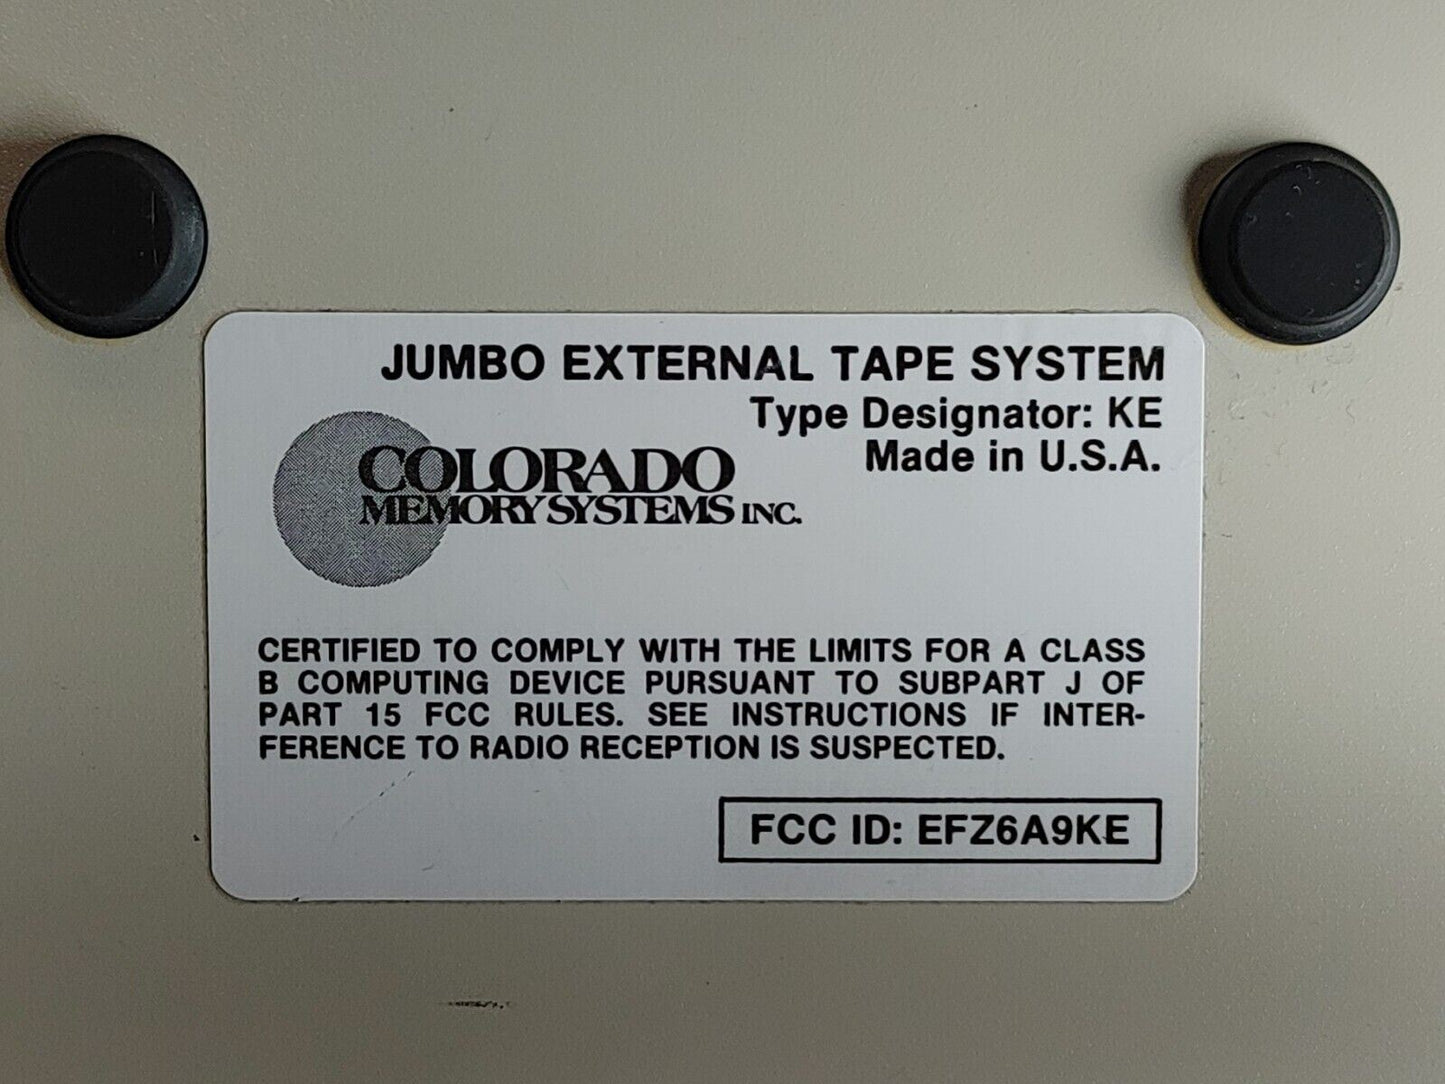 JUMBO EXTERNAL TAPE SYSTEM
Type Designator: KE
Made in U.S.A.
COLORADO
MEMORY SYSTEMS INC.
CERTIFIED TO COMPLY WITH THE LIMITS FOR A CLASS
B COMPUTING DEVICE PURSUANT TO SUBPART J OF
PART 15 FCC RULES. SEE INSTRUCTIONS IF INTER-
FERENCE TO RADIO RECEPTION IS SUSPECTED.
FCC ID: EFZ6A9KE